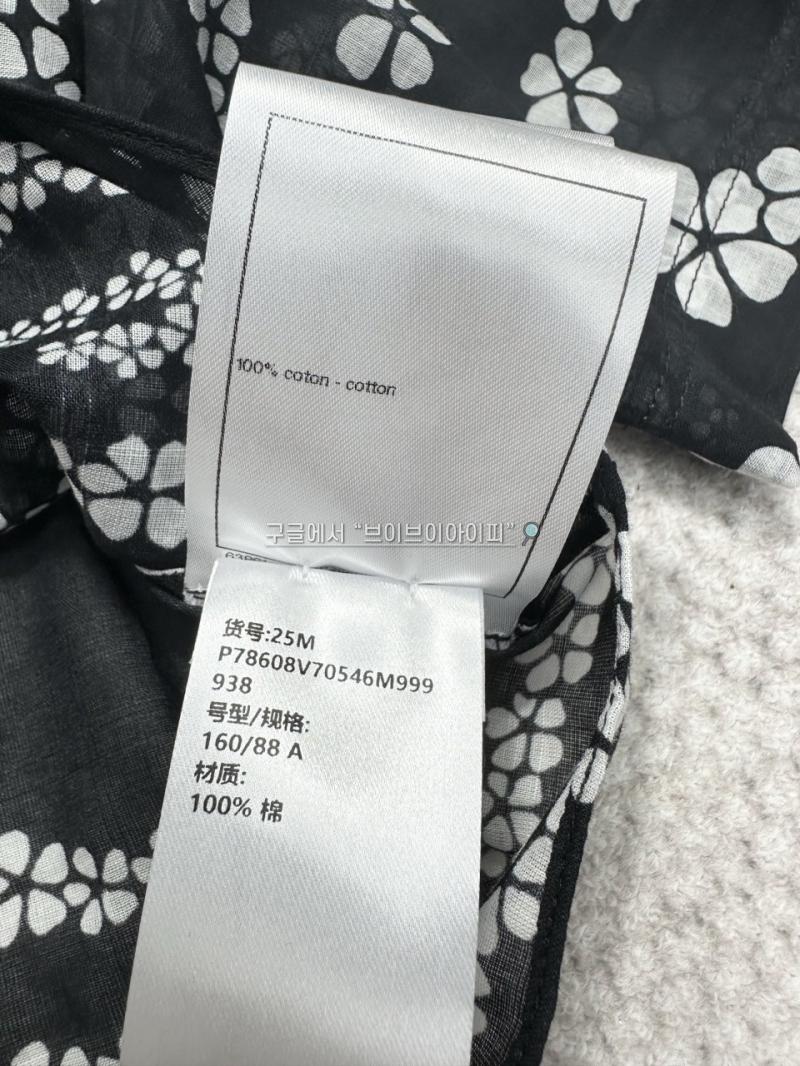 100% coton - cotton
구글에서 “브이브이아이피”
货号:25M
P78608V70546M999
938
号型/规格:
160/88 A
材质:
100% 棉